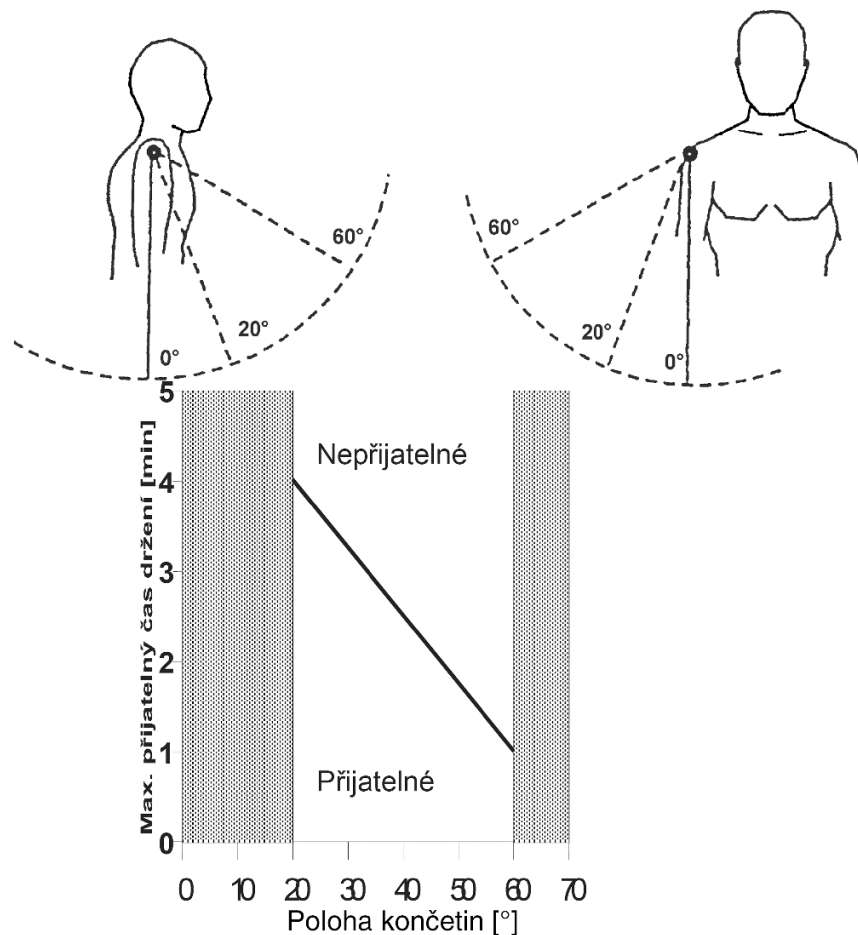 60°
20°
0°
60°
20°
0°
Max. přijatelný čas držení [min]
5
4
3
2
1
0
Nepřijatelné
Přijatelné
0 10 20 30 40 50 60 70
Poloha končetin [°]